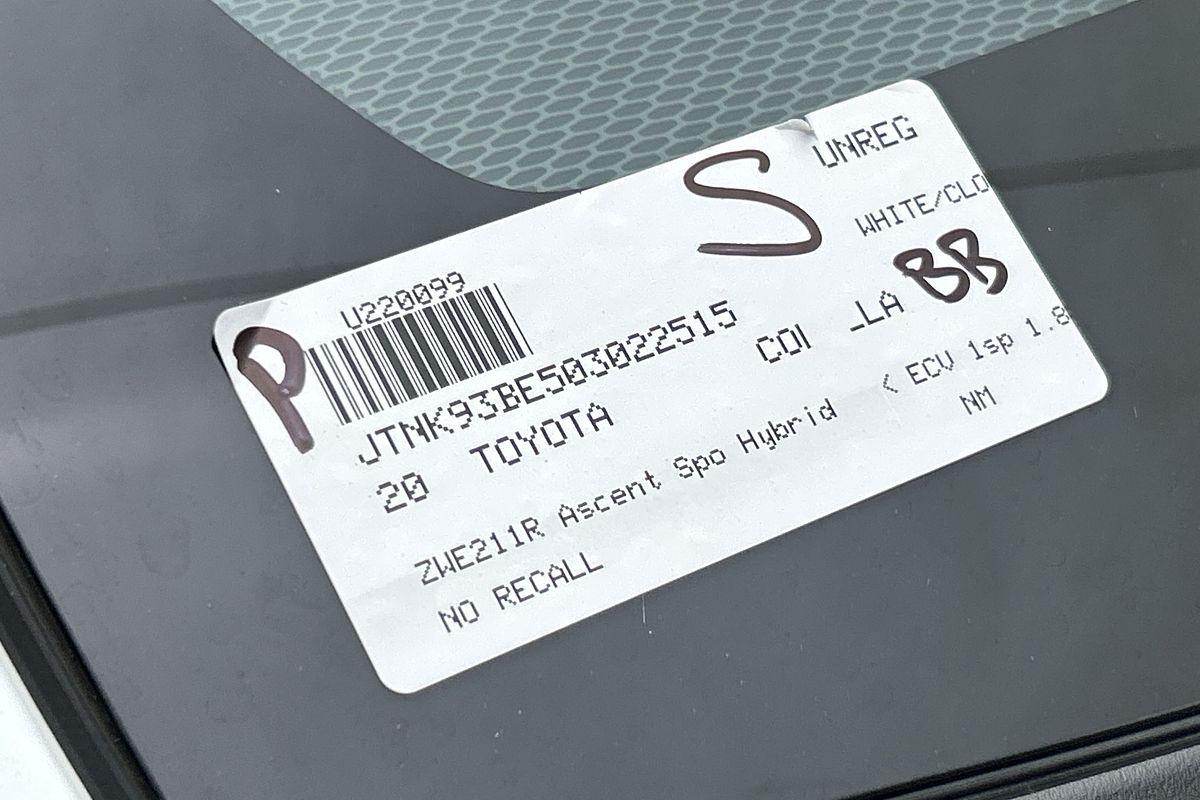 S UNREG
WHITE/CLO
U220099
P
JTNK93BE503022515 COI _LA BB
20 TOYOTA
< ECV 1sp 1.8
ZWE211R Ascent Spo Hybrid NM
NO RECALL